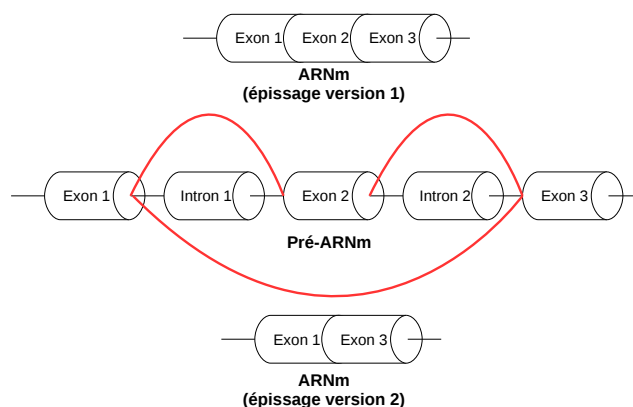 Exon 1 Exon 2 Exon 3
ARNm
(épissage version 1)
Exon 1 Intron 1 Exon 2 Intron 2 Exon 3
Pré-ARNm
Exon 1 Exon 3
ARNm
(épissage version 2)